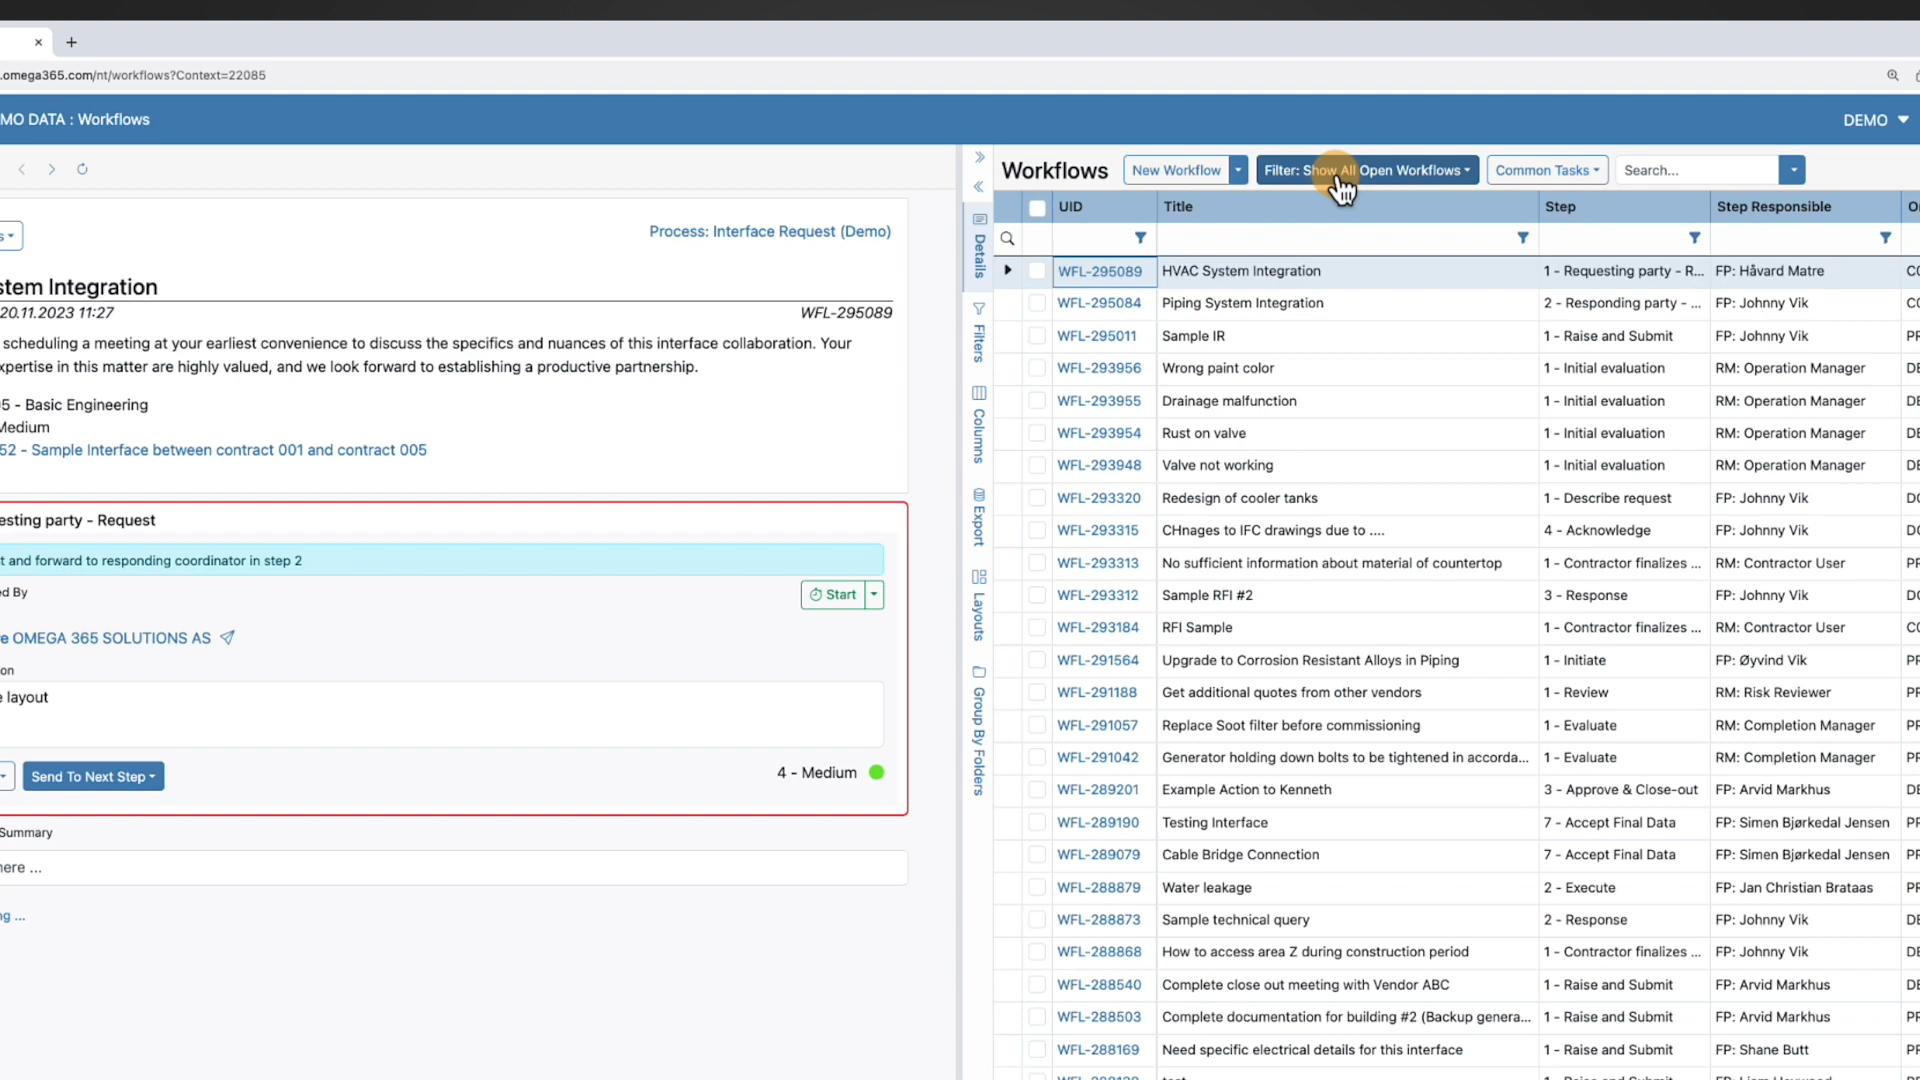 .omega365.com/nt/workflows?Context=22085
MO DATA : Workflows
DEMO
s
Process: Interface Request (Demo)
stem Integration
20.11.2023 11:27
WFL-295089
scheduling a meeting at your earliest convenience to discuss the specifics and nuances of this interface collaboration. Your
xpertise in this matter are highly valued, and we look forward to establishing a productive partnership.
05 - Basic Engineering
Medium
52 - Sample Interface between contract 001 and contract 005
esting party - Request
t and forward to responding coordinator in step 2
ed By
Start
re OMEGA 365 SOLUTIONS AS
on
e layout
Send To Next Step
4 - Medium
Summary
here ...
ng ...
Details
Filters
Columns
Export
Layouts
Group By Folders
Workflows
New Workflow
Filter: Show All Open Workflows
Common Tasks
Search...
UID Title Step Step Responsible
WFL-295089 HVAC System Integration 1 - Requesting party - R... FP: Håvard Matre
WFL-295084 Piping System Integration 2 - Responding party - ... FP: Johnny Vik
WFL-295011 Sample IR 1 - Raise and Submit FP: Johnny Vik
WFL-293956 Wrong paint color 1 - Initial evaluation RM: Operation Manager
WFL-293955 Drainage malfunction 1 - Initial evaluation RM: Operation Manager
WFL-293954 Rust on valve 1 - Initial evaluation RM: Operation Manager
WFL-293948 Valve not working 1 - Initial evaluation RM: Operation Manager
WFL-293320 Redesign of cooler tanks 1 - Describe request FP: Johnny Vik
WFL-293315 CHnages to IFC drawings due to .... 4 - Acknowledge FP: Johnny Vik
WFL-293313 No sufficient information about material of countertop 1 - Contractor finalizes ... RM: Contractor User
WFL-293312 Sample RFI #2 3 - Response FP: Johnny Vik
WFL-293184 RFI Sample 1 - Contractor finalizes ... RM: Contractor User
WFL-291564 Upgrade to Corrosion Resistant Alloys in Piping 1 - Initiate FP: Øyvind Vik
WFL-291188 Get additional quotes from other vendors 1 - Review RM: Risk Reviewer
WFL-291057 Replace Soot filter before commissioning 1 - Evaluate RM: Completion Manager
WFL-291042 Generator holding down bolts to be tightened in accorda... 1 - Evaluate RM: Completion Manager
WFL-289201 Example Action to Kenneth 3 - Approve & Close-out FP: Arvid Markhus
WFL-289190 Testing Interface 7 - Accept Final Data FP: Simen Bjørkedal Jensen
WFL-289079 Cable Bridge Connection 7 - Accept Final Data FP: Simen Bjørkedal Jensen
WFL-288879 Water leakage 2 - Execute FP: Jan Christian Brataas
WFL-288873 Sample technical query 2 - Response FP: Johnny Vik
WFL-288868 How to access area Z during construction period 1 - Contractor finalizes ... FP: Johnny Vik
WFL-288540 Complete close out meeting with Vendor ABC 1 - Raise and Submit FP: Arvid Markhus
WFL-288503 Complete documentation for building #2 (Backup genera... 1 - Raise and Submit FP: Arvid Markhus
WFL-288169 Need specific electrical details for this interface 1 - Raise and Submit FP: Shane Butt